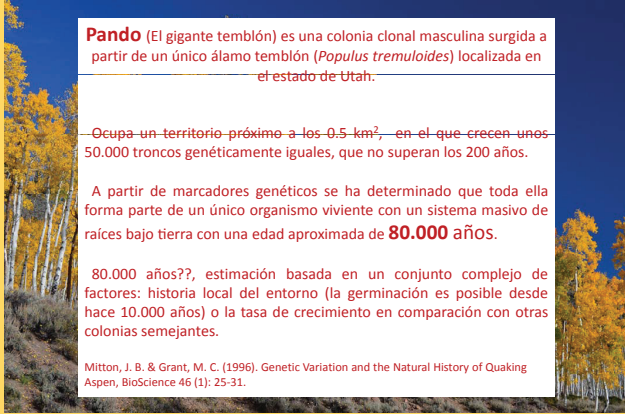 Pando (El gigante temblón) es una colonia clonal masculina surgida a
partir de un único álamo temblón (Populus tremuloides) localizada en
el estado de Utah.
Ocupa un territorio próximo a los 0.5 km², en el que crecen unos
50.000 troncos genéticamente iguales, que no superan los 200 años.
A partir de marcadores genéticos se ha determinado que toda ella
forma parte de un único organismo viviente con un sistema masivo de
raíces bajo tierra con una edad aproximada de 80.000 años.
80.000 años??, estimación basada en un conjunto complejo de
factores: historia local del entorno (la germinación es posible desde
hace 10.000 años) o la tasa de crecimiento en comparación con otras
colonias semejantes.
Mitton, J. B. & Grant, M. C. (1996). Genetic Variation and the Natural History of Quaking
Aspen, BioScience 46 (1): 25-31.